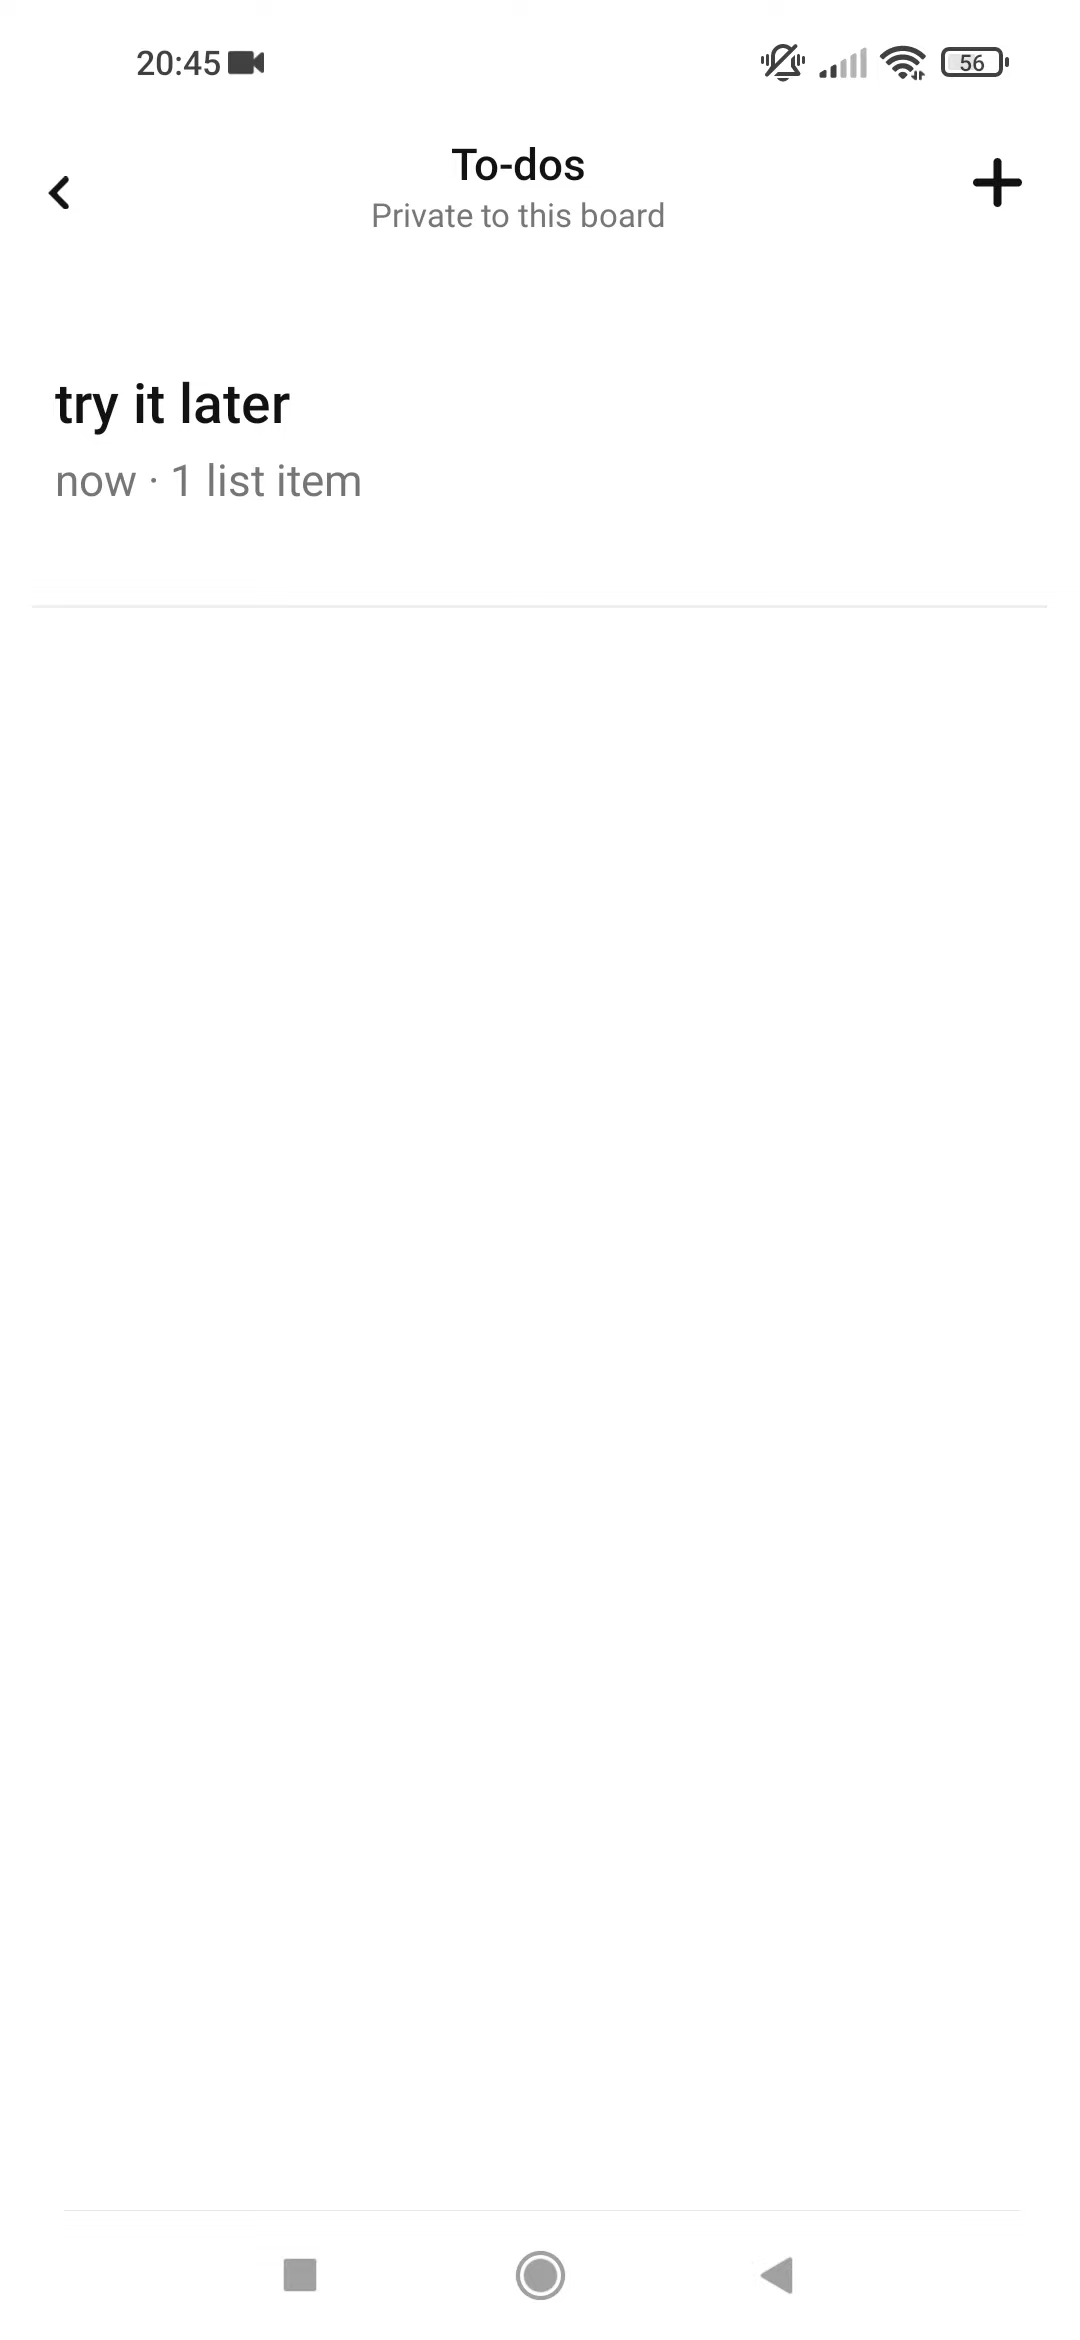 20:45
56
To-dos
Private to this board
try it later
now · 1 list item